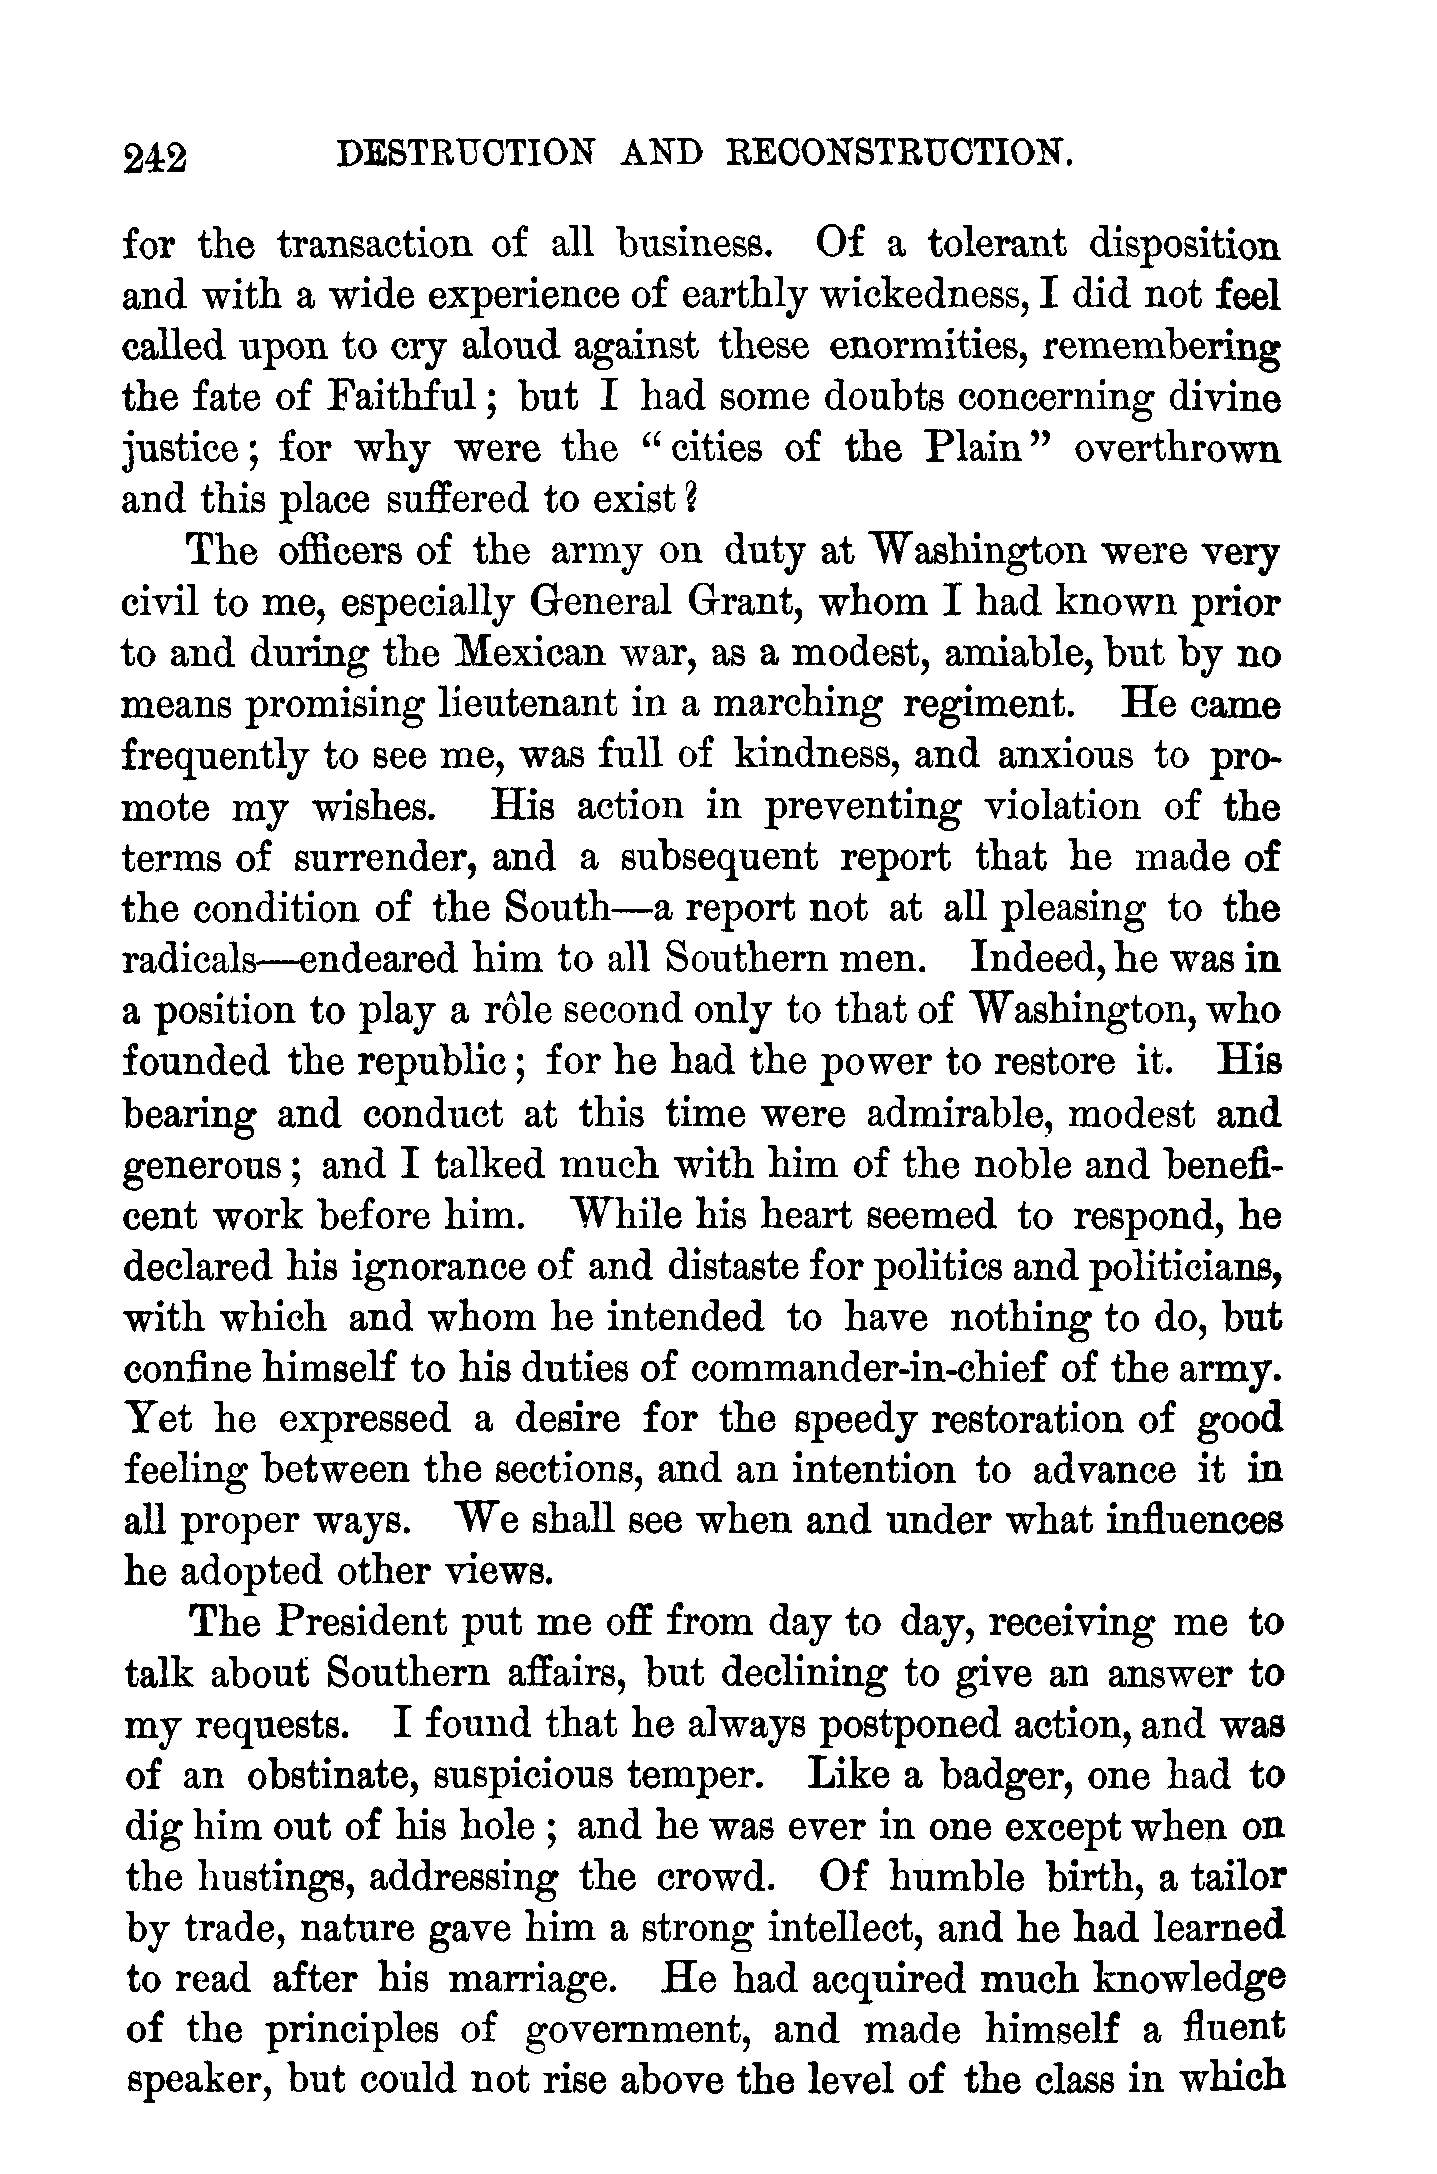 242 DESTRUCTION AND RECONSTRUCTION.
for the transaction of all business. Of a tolerant disposition
and with a wide experience of earthly wickedness, I did not feel
called upon to cry aloud against these enormities, remembering
the fate of Faithful; but I had some doubts concerning divine
justice; for why were the "cities of the Plain" overthrown
and this place suffered to exist?
The officers of the army on duty at Washington were very
civil to me, especially General Grant, whom I had known prior
to and during the Mexican war, as a modest, amiable, but by no
means promising lieutenant in a marching regiment. He came
frequently to see me, was full of kindness, and anxious to pro-
mote my wishes. His action in preventing violation of the
terms of surrender, and a subsequent report that he made of
the condition of the South—a report not at all pleasing to the
radicals—endeared him to all Southern men. Indeed, he was in
a position to play a rôle second only to that of Washington, who
founded the republic; for he had the power to restore it. His
bearing and conduct at this time were admirable, modest and
generous; and I talked much with him of the noble and benefi-
cent work before him. While his heart seemed to respond, he
declared his ignorance of and distaste for politics and politicians,
with which and whom he intended to have nothing to do, but
confine himself to his duties of commander-in-chief of the army.
Yet he expressed a desire for the speedy restoration of good
feeling between the sections, and an intention to advance it in
all proper ways. We shall see when and under what influences
he adopted other views.
The President put me off from day to day, receiving me to
talk about Southern affairs, but declining to give an answer to
my requests. I found that he always postponed action, and was
of an obstinate, suspicious temper. Like a badger, one had to
dig him out of his hole; and he was ever in one except when on
the hustings, addressing the crowd. Of humble birth, a tailor
by trade, nature gave him a strong intellect, and he had learned
to read after his marriage. He had acquired much knowledge
of the principles of government, and made himself a fluent
speaker, but could not rise above the level of the class in which